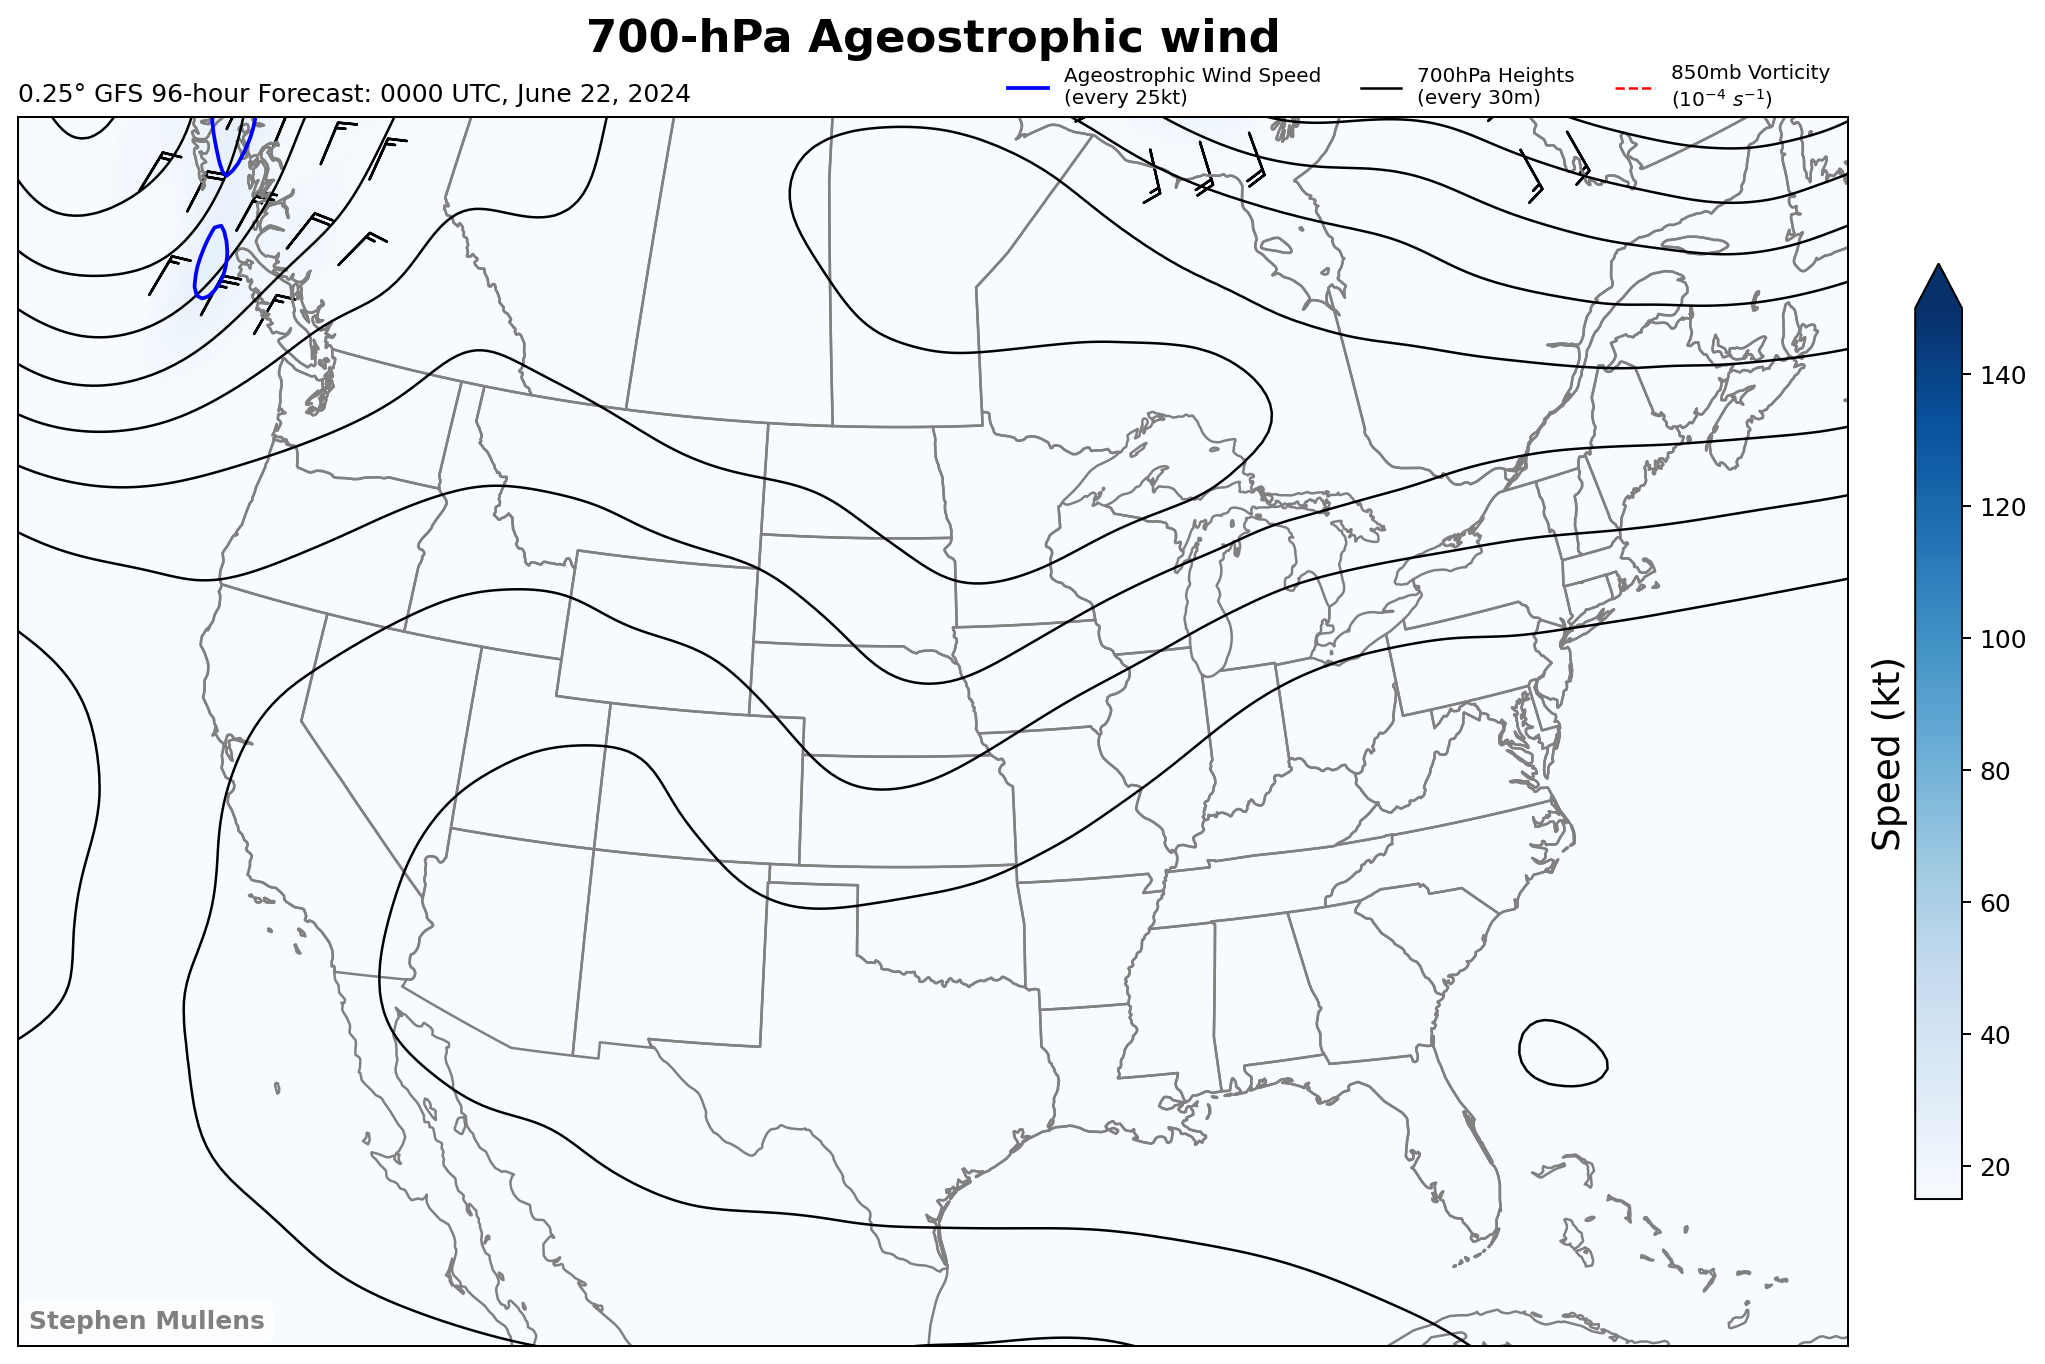 700-hPa Ageostrophic wind
0.25° GFS 96-hour Forecast: 0000 UTC, June 22, 2024
Ageostrophic Wind Speed
(every 25kt)
700hPa Heights
(every 30m)
850mb Vorticity
(10⁻⁴ s⁻¹)
140
120
100
80
60
40
20
Speed (kt)
Stephen Mullens